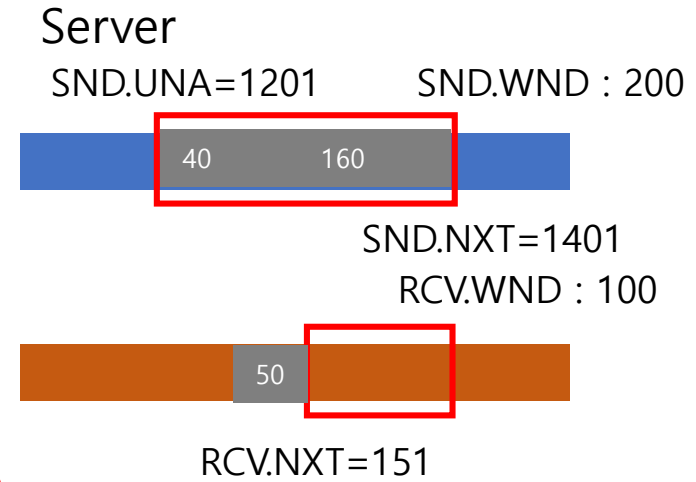 Server
SND.UNA=1201 SND.WND : 200
40 160
SND.NXT=1401
RCV.WND : 100
50
RCV.NXT=151